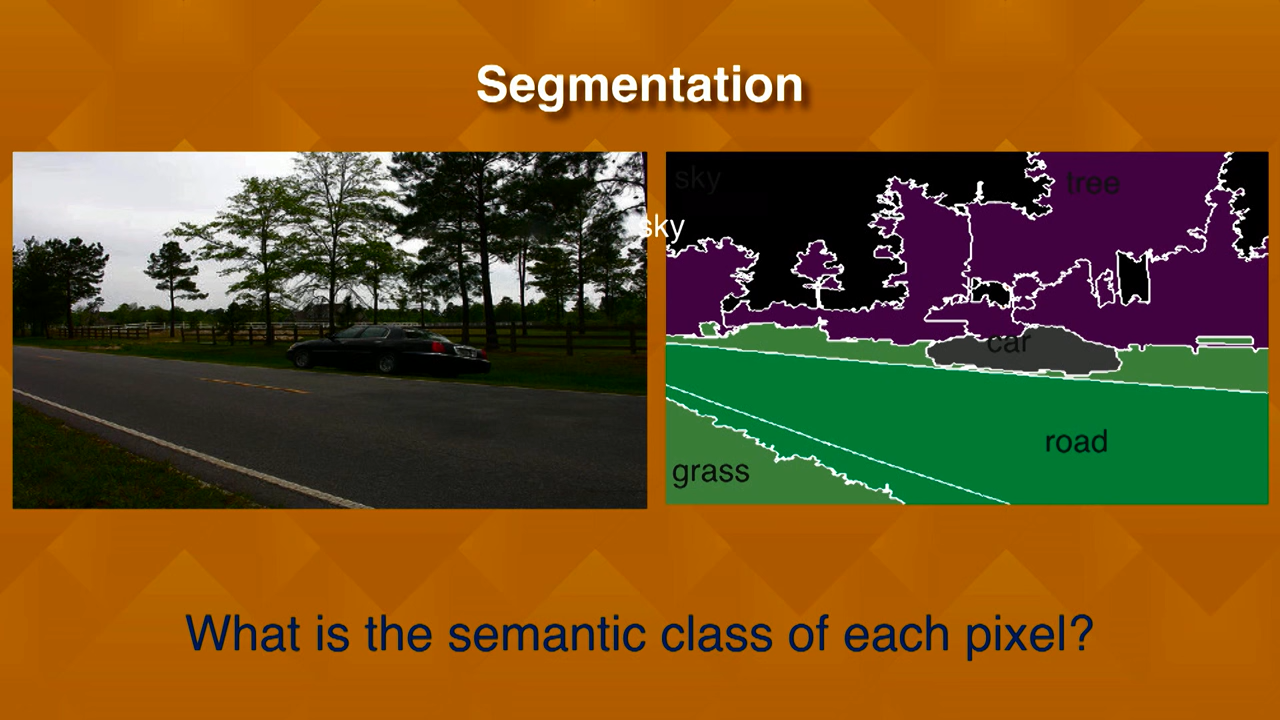 Segmentation
sky
tree
sky
car
road
grass
What is the semantic class of each pixel?